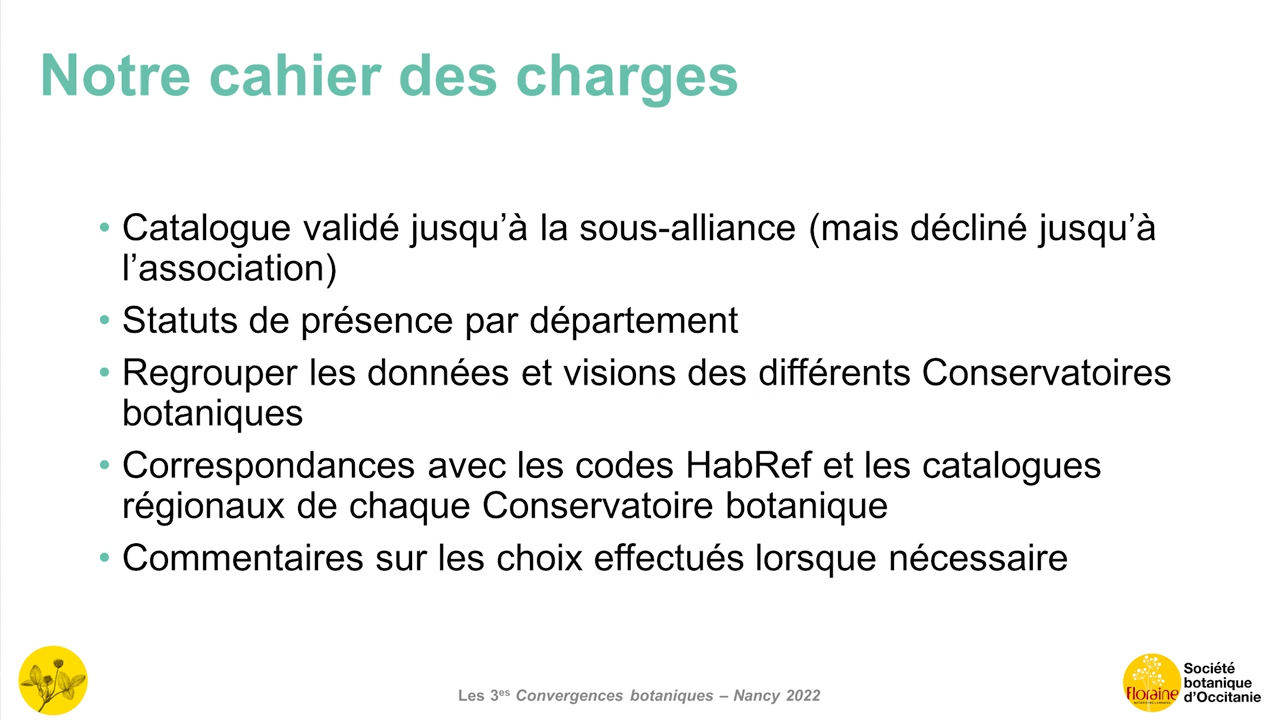 Notre cahier des charges
• Catalogue validé jusqu’à la sous-alliance (mais décliné jusqu’à
l’association)
• Statuts de présence par département
• Regrouper les données et visions des différents Conservatoires
botaniques
• Correspondances avec les codes HabRef et les catalogues
régionaux de chaque Conservatoire botanique
• Commentaires sur les choix effectués lorsque nécessaire
Les 3es Convergences botaniques – Nancy 2022
Floraine
Société
botanique
d’Occitanie